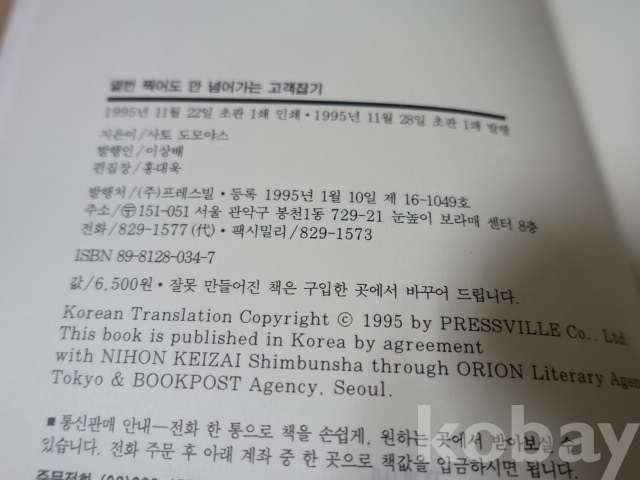 열번 찍어도 안 넘어가는 고객잡기
1995년 11월 22일 초판 1쇄 인쇄·1995년 11월 28일 초판 1쇄 발행
지은이/사토 도모야스
발행인/이상배
편집장/홍대욱
발행처/(주)프레스빌·등록 1995년 1월 10일 제 16-1049호
주소/㉾151-051 서울 관악구 봉천1동 729-21 눈높이 보라매 센터 8층
전화/829-1577(代)·팩시밀리/829-1573
ISBN 89-8128-034-7
값/6,500원·잘못 만들어진 책은 구입한 곳에서 바꾸어 드립니다.
Korean Translation Copyright ⓒ 1995 by PRESSVILLE Co., Ltd.
This book is published in Korea by agreement
with NIHON KEIZAI Shimbunsha through ORION Literary Agen
Tokyo & BOOKPOST Agency, Seoul.
■ 통신판매 안내―전화 한 통으로 책을 손쉽게, 원하는 곳에서 받아보실 수
있습니다. 전화 주문 후 아래 계좌 중 한 곳으로 책값을 입금하시면 됩니다.
주문전화
kobay